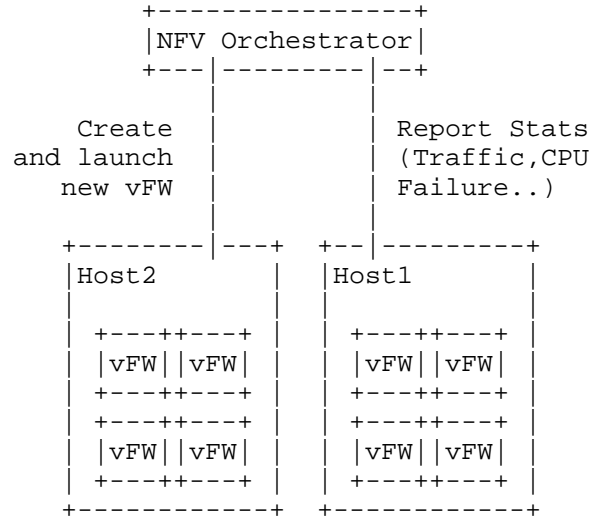 NFV Orchestrator
Create
and launch
new vFW
Report Stats
(Traffic,CPU
Failure..)
Host2
vFW vFW
vFW vFW
Host1
vFW vFW
vFW vFW